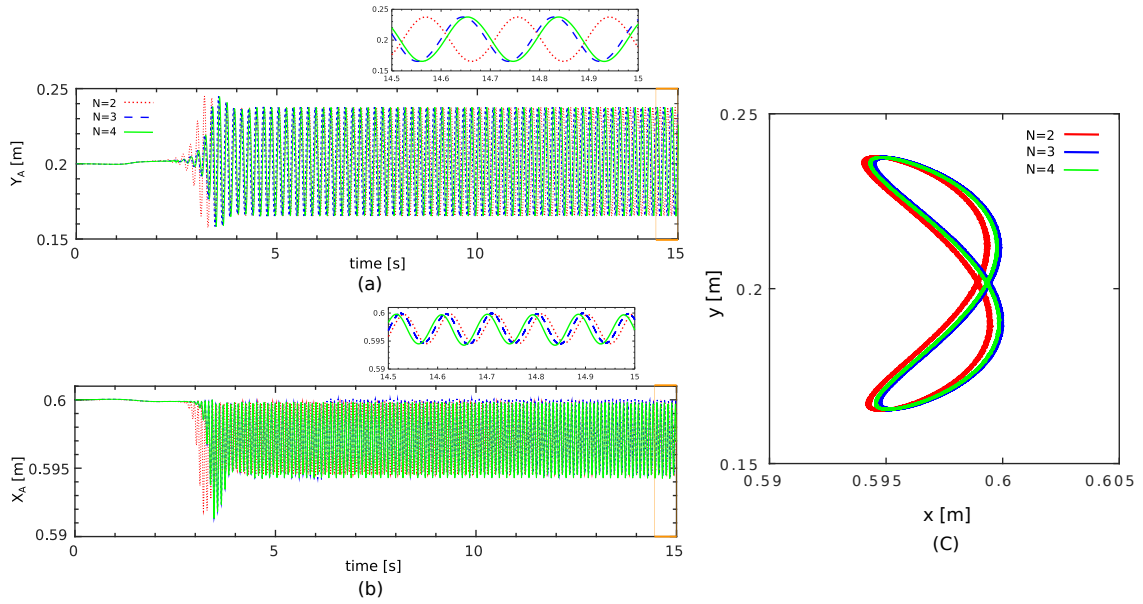 0.25
0.2
0.15
14.5 14.6 14.7 14.8 14.9 15
0.25
0.2
0.15
Y_A [m]
N=2
N=3
N=4
0 5 10 15
time [s]
(a)
0.6
0.595
0.59
14.5 14.6 14.7 14.8 14.9 15
0.6
0.595
0.59
X_A [m]
0 5 10 15
time [s]
(b)
0.25
0.2
0.15
y [m]
N=2
N=3
N=4
0.59 0.595 0.6 0.605
x [m]
(C)